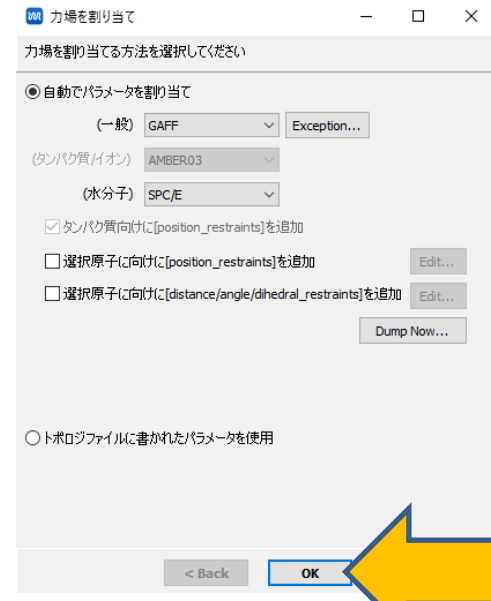 力場を割り当て
力場を割り当てる方法を選択してください
自動でパラメータを割り当て
(一般) GAFF Exception...
(タンパク質/イオン) AMBER03
(水分子) SPC/E
タンパク質向けに[position_restraints]を追加
選択原子に向けに[position_restraints]を追加 Edit...
選択原子に向けに[distance/angle/dihedral_restraints]を追加 Edit...
Dump Now...
トポロジファイルに書かれたパラメータを使用
< Back OK